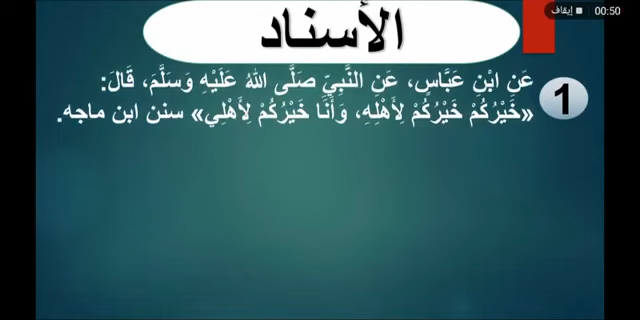 00:50 إيقاف
الأسناد
1
عَنِ ابْنِ عَبَّاسٍ، عَنِ النَّبِيِّ صَلَّى اللهُ عَلَيْهِ وَسَلَّمَ، قَالَ:
«خَيْرُكُمْ خَيْرُكُمْ لِأَهْلِهِ، وَأَنَا خَيْرُكُمْ لِأَهْلِي» سنن ابن ماجه.